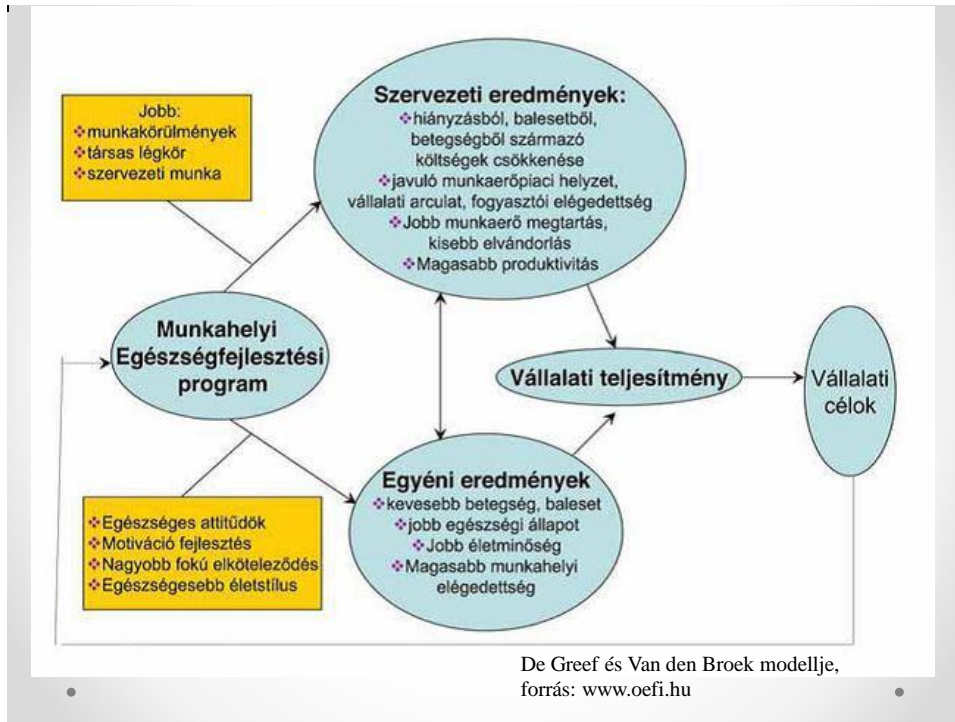 Jobb:
❖munkakörülmények
❖társas légkör
❖szervezeti munka
Szervezeti eredmények:
❖hiányzásból, balesetből,
betegségből származó
költségek csökkenése
❖javuló munkaerőpiaci helyzet,
vállalati arculat, fogyasztói elégedettség
❖Jobb munkaerő megtartás,
kisebb elvándorlás
❖Magasabb produktivitás
Munkahelyi
Egészségfejlesztési
program
Vállalati teljesítmény
Vállalati
célok
Egyéni eredmények
❖kevesebb betegség, baleset
❖jobb egészségi állapot
❖Jobb életminőség
❖Magasabb munkahelyi
elégedettség
❖Egészséges attitűdök
❖Motiváció fejlesztés
❖Nagyobb fokú elköteleződés
❖Egészségesebb életstílus
De Greef és Van den Broek modellje,
forrás: www.oefi.hu